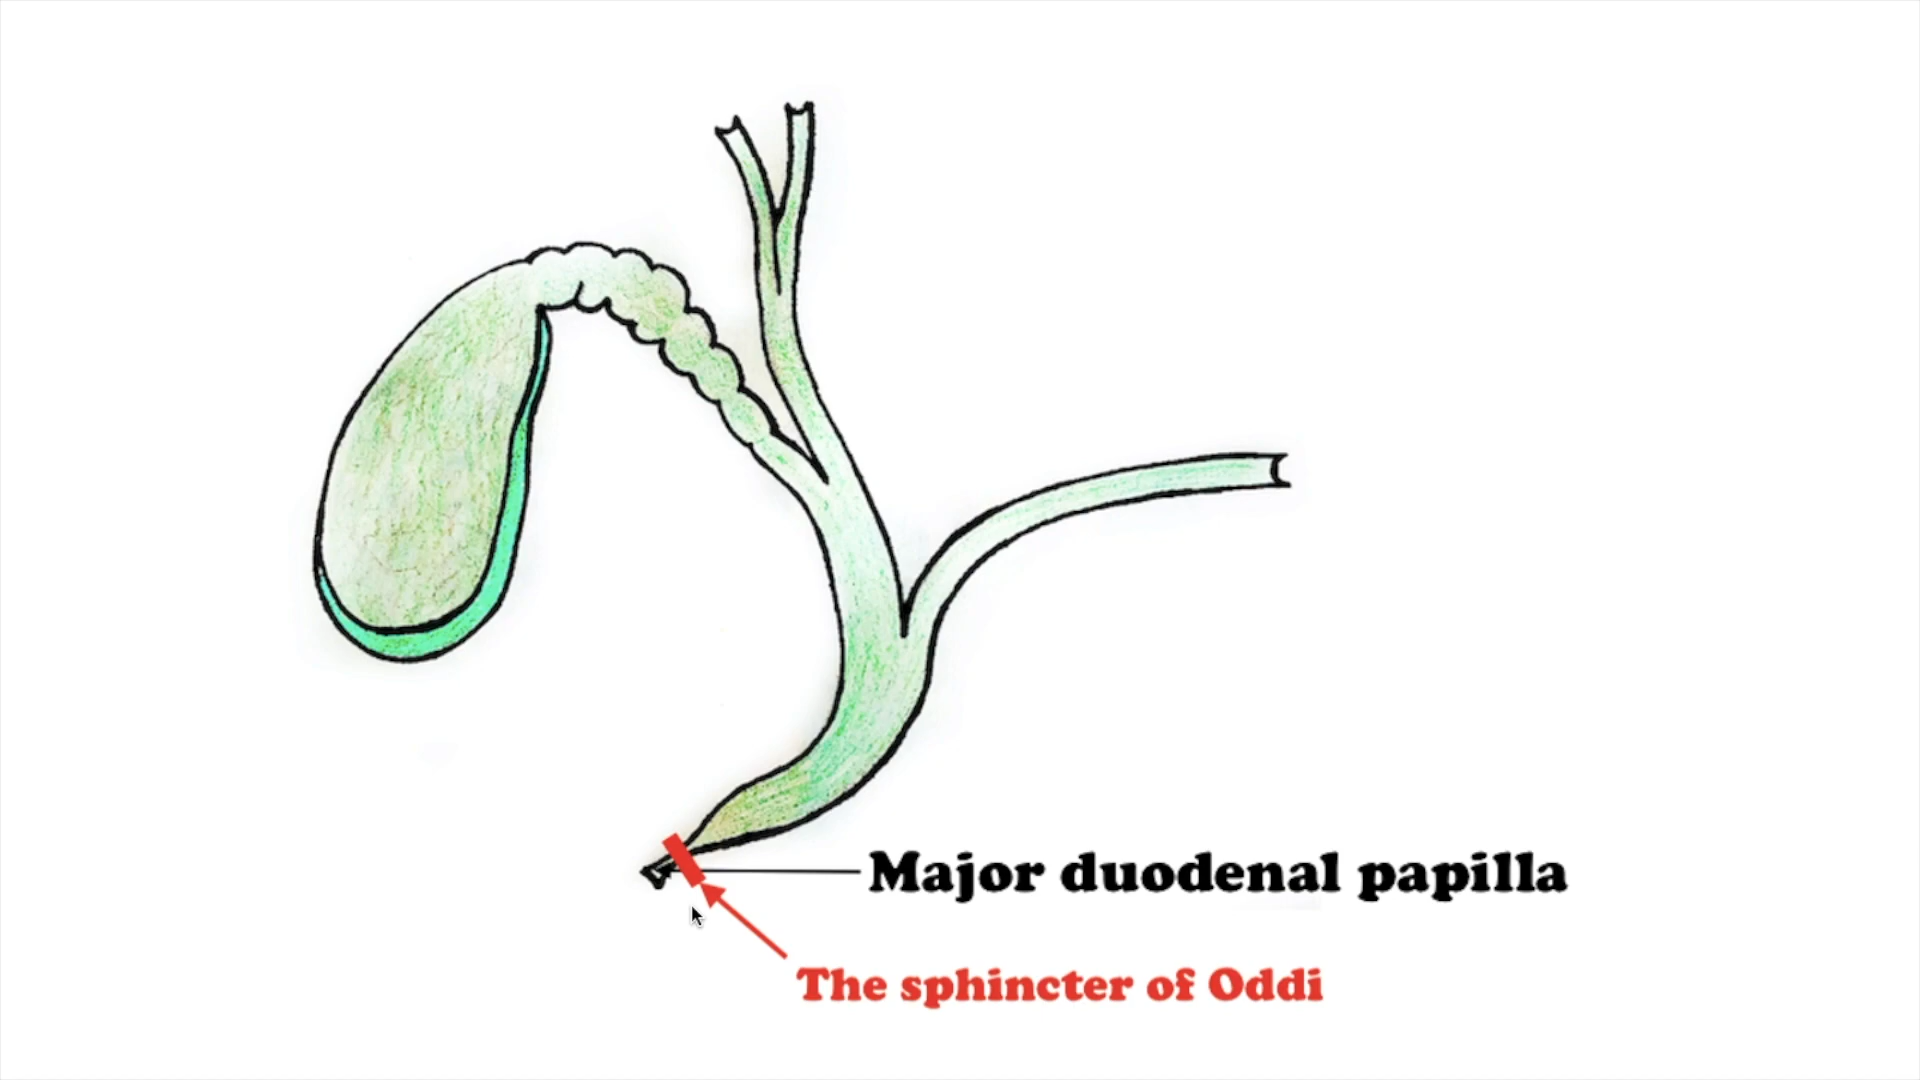 Major duodenal papilla
The sphincter of Oddi